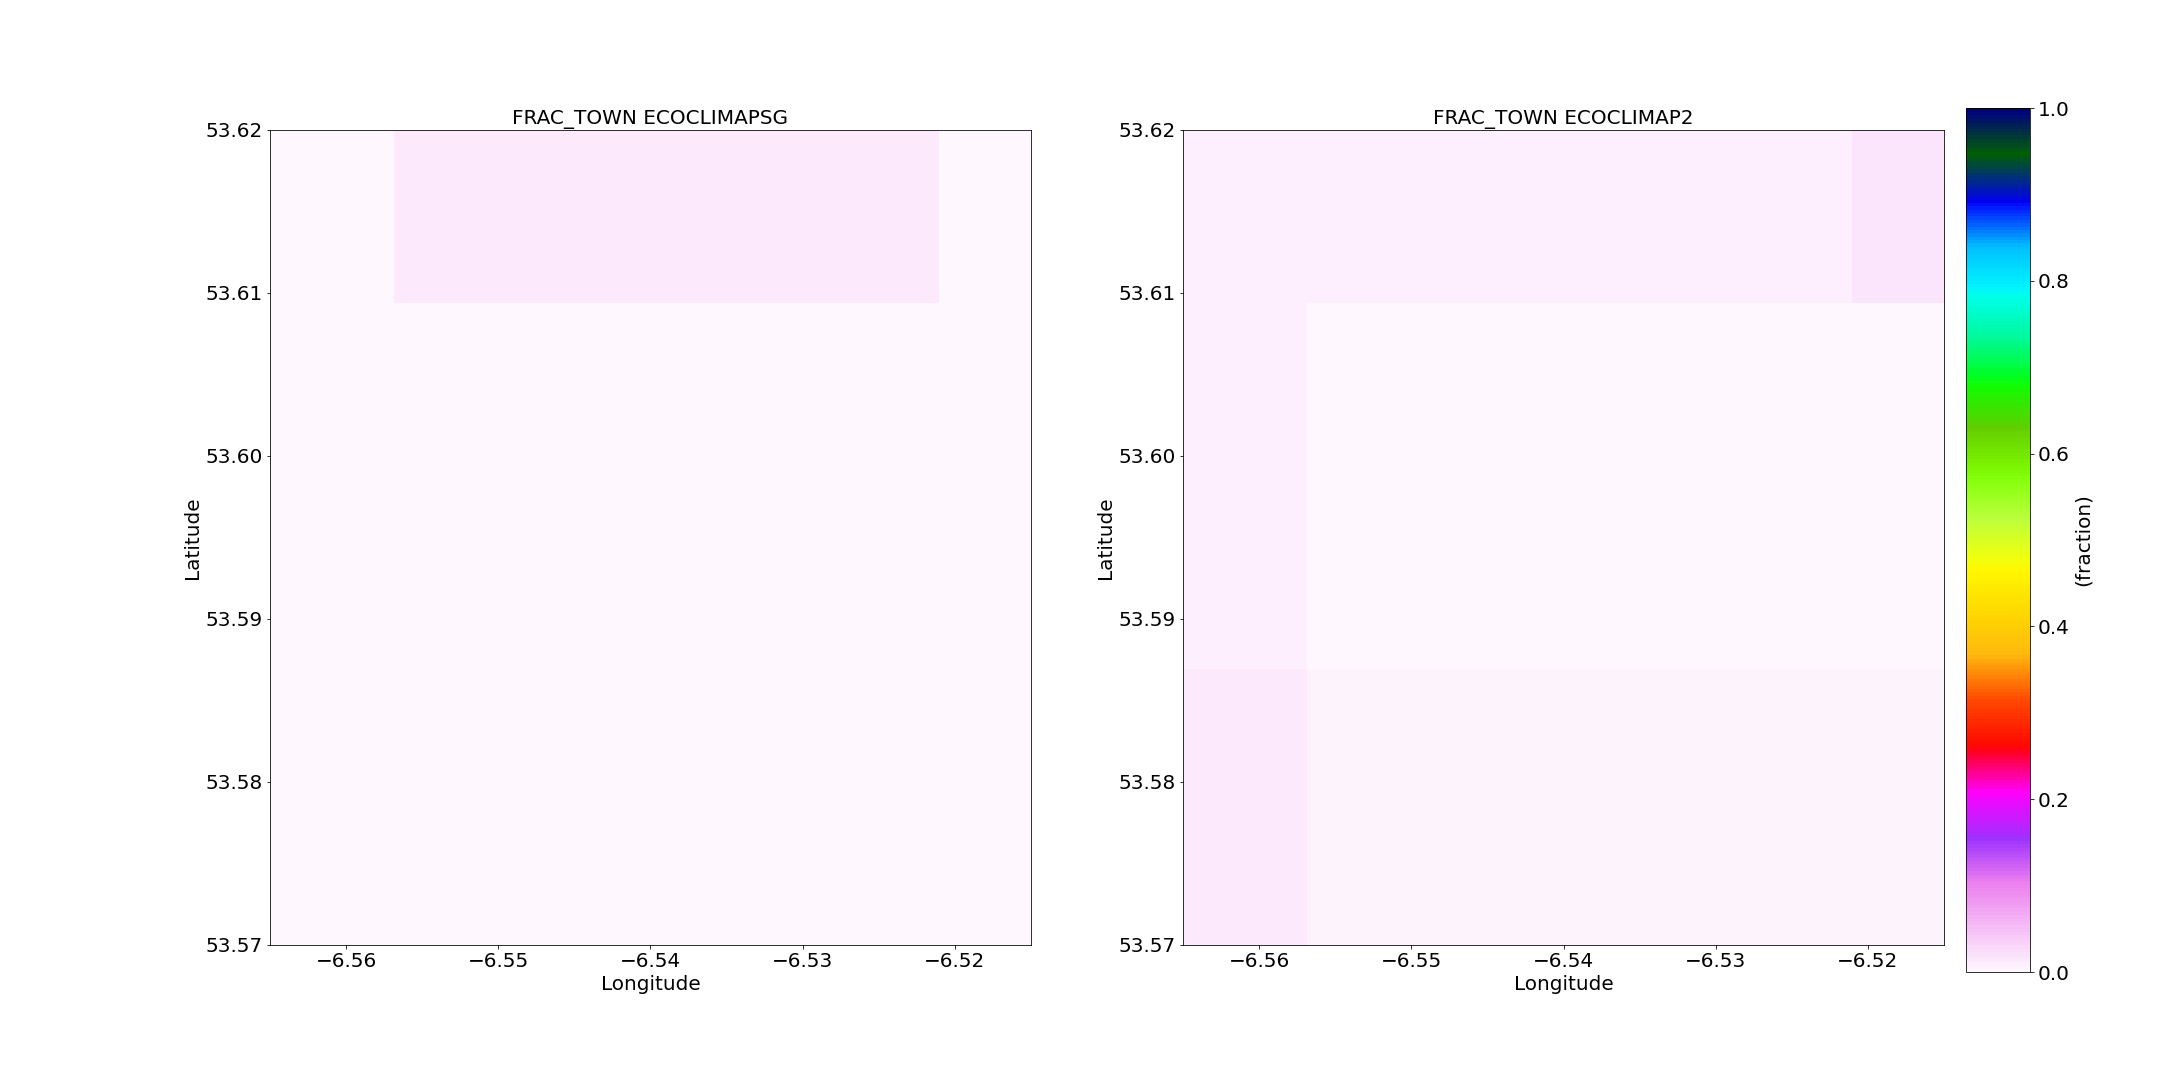 FRAC_TOWN ECOCLIMAPSG
53.62
53.61
53.60
53.59
53.58
53.57
Latitude
−6.56 −6.55 −6.54 −6.53 −6.52
Longitude
FRAC_TOWN ECOCLIMAP2
53.62
53.61
53.60
53.59
53.58
53.57
Latitude
−6.56 −6.55 −6.54 −6.53 −6.52
Longitude
1.0
0.8
0.6
0.4
0.2
0.0
(fraction)